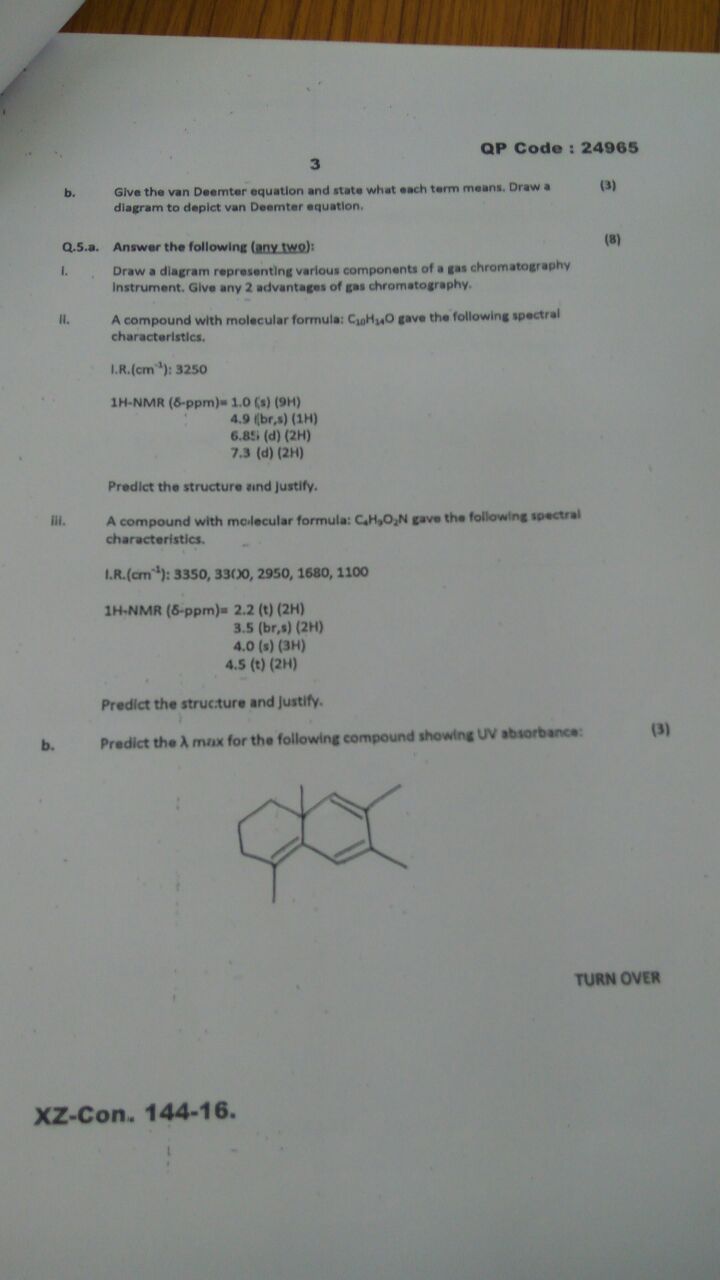 QP Code : 24965
3
b. Give the van Deemter equation and state what each term means. Draw a (3)
diagram to depict van Deemter equation.
Q.5.a. Answer the following (any two): (8)
i. Draw a diagram representing various components of a gas chromatography
instrument. Give any 2 advantages of gas chromatography.
ii. A compound with molecular formula: C₁₀H₁₄O gave the following spectral
characteristics.
I.R.(cm⁻¹): 3250
1H-NMR (δ-ppm)= 1.0 (s) (9H)
4.9 (br,s) (1H)
6.85 (d) (2H)
7.3 (d) (2H)
Predict the structure and justify.
iii. A compound with molecular formula: C₄H₉O₂N gave the following spectral
characteristics.
I.R.(cm⁻¹): 3350, 3300, 2950, 1680, 1100
1H-NMR (δ-ppm)= 2.2 (t) (2H)
3.5 (br,s) (2H)
4.0 (s) (3H)
4.5 (t) (2H)
Predict the structure and justify.
b. Predict the λ max for the following compound showing UV absorbance: (3)
TURN OVER
XZ-Con. 144-16.